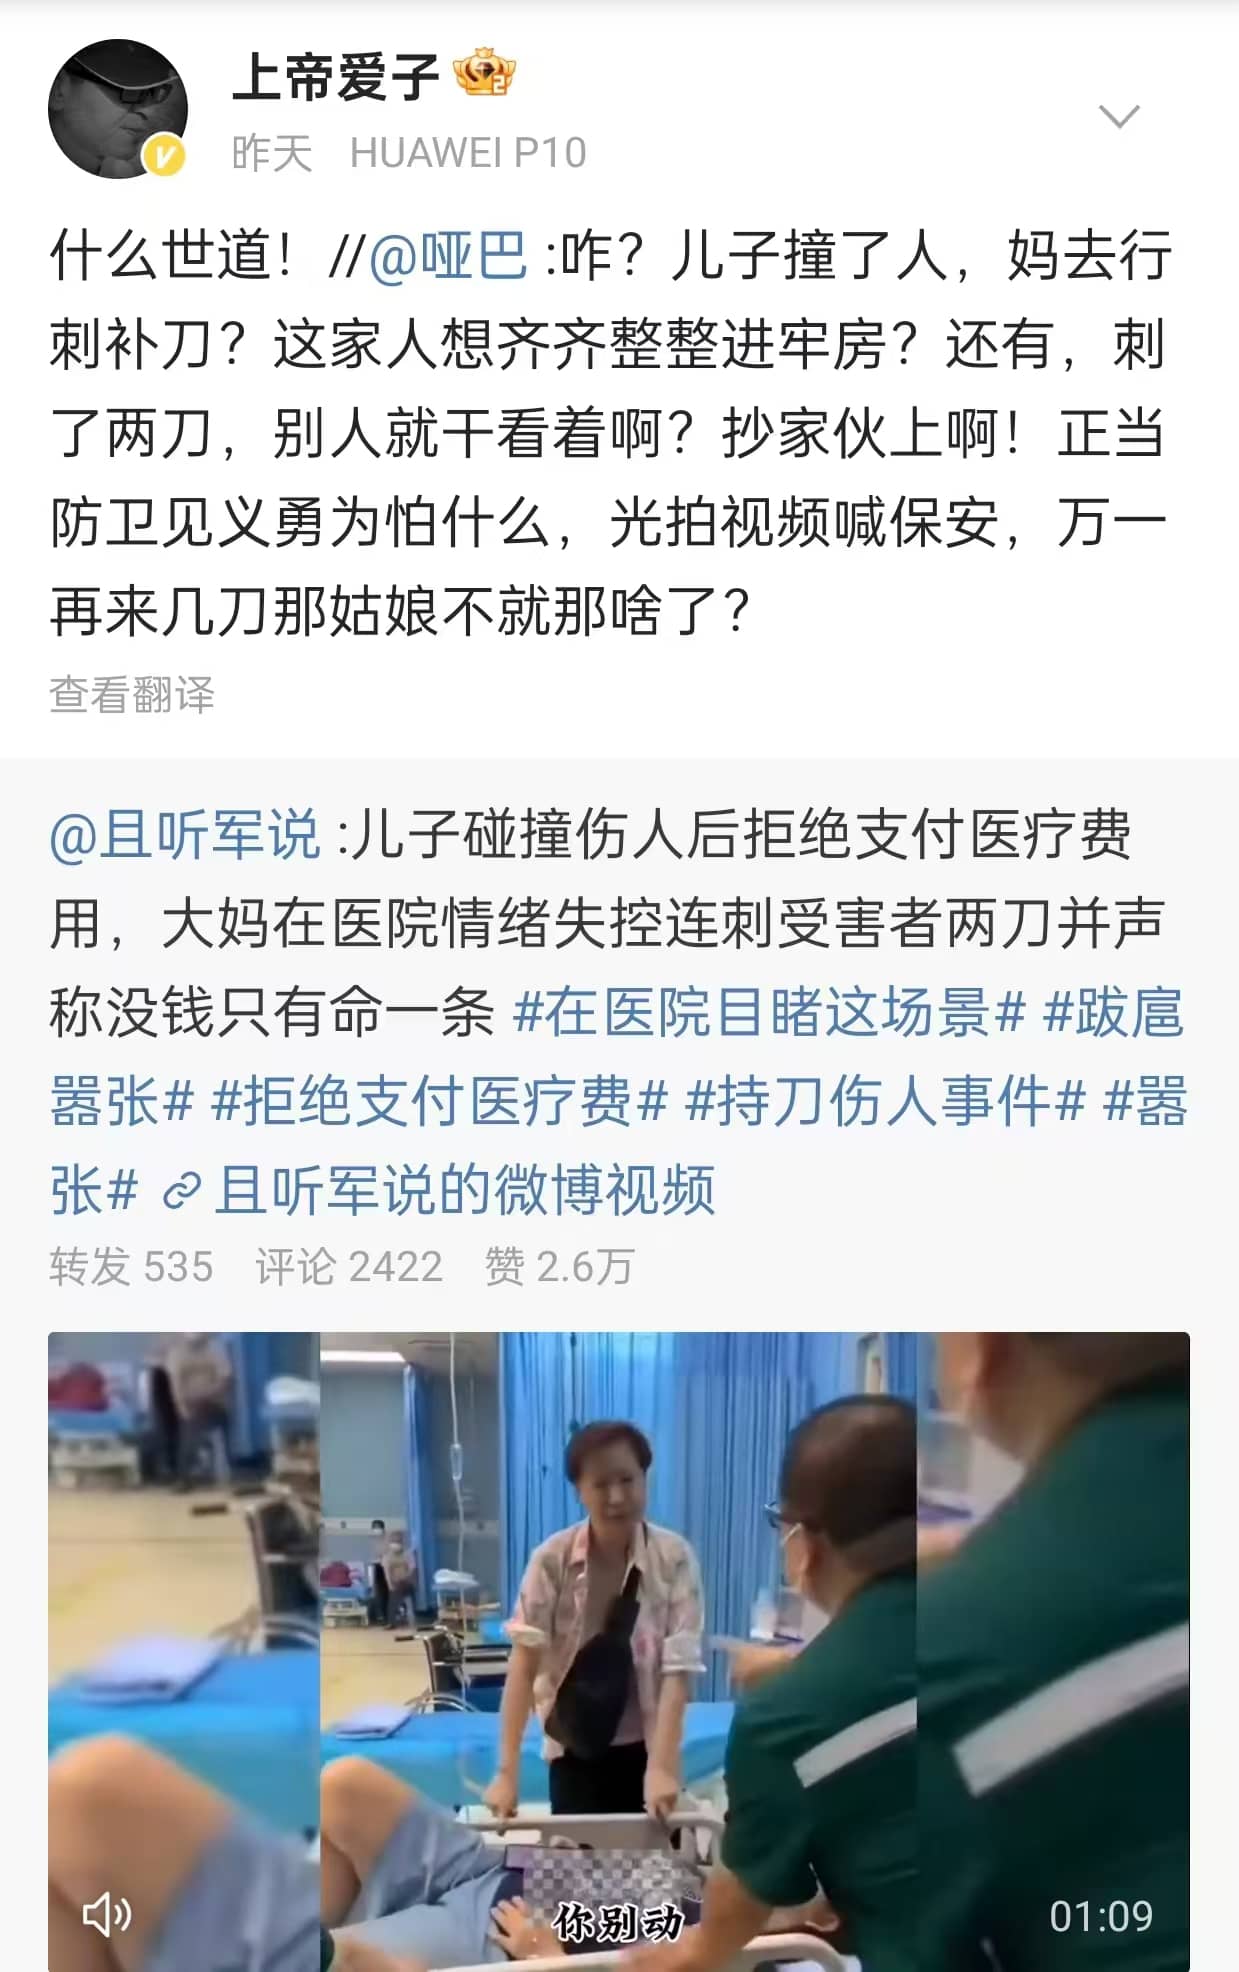 上帝爱子
昨天 HUAWEI P10
什么世道！//@哑巴 :咋？儿子撞了人，妈去行
刺补刀？这家人想齐齐整整进牢房？还有，刺
了两刀，别人就干看着啊？抄家伙上啊！正当
防卫见义勇为怕什么，光拍视频喊保安，万一
再来几刀那姑娘不就那啥了？
查看翻译
@且听军说 :儿子碰撞伤人后拒绝支付医疗费
用，大妈在医院情绪失控连刺受害者两刀并声
称没钱只有命一条 #在医院目睹这场景# #跋扈
嚣张# #拒绝支付医疗费# #持刀伤人事件# #嚣
张# 且听军说的微博视频
转发 535 评论 2422 赞 2.6万
你别动
01:09